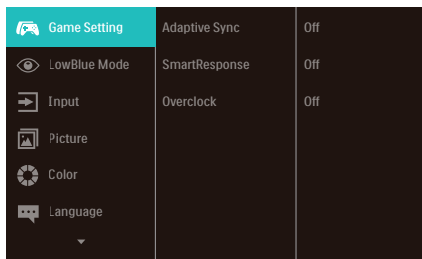 Game Setting Adaptive Sync Off
LowBlue Mode SmartResponse Off
Input Overclock Off
Picture
Color
Language